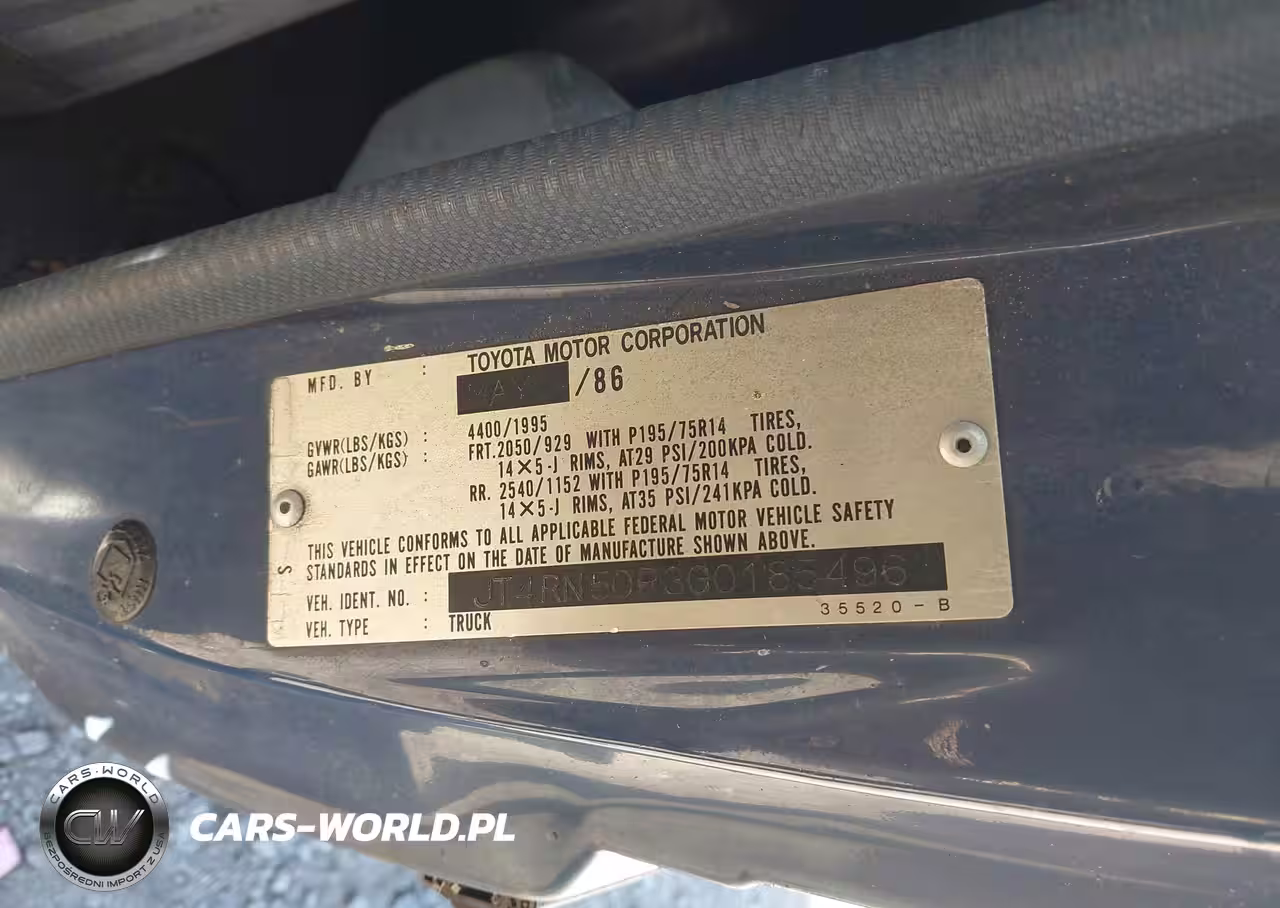 MFD. BY : TOYOTA MOTOR CORPORATION
MAY /86
GVWR(LBS/KGS) : 4400/1995
GAWR(LBS/KGS) : FRT.2050/929 WITH P195/75R14 TIRES,
14×5-J RIMS, AT29 PSI/200KPA COLD.
RR. 2540/1152 WITH P195/75R14 TIRES,
14×5-J RIMS, AT35 PSI/241KPA COLD.
THIS VEHICLE CONFORMS TO ALL APPLICABLE FEDERAL MOTOR VEHICLE SAFETY
STANDARDS IN EFFECT ON THE DATE OF MANUFACTURE SHOWN ABOVE.
VEH. IDENT. NO. : JT4RN50R3G0185496
VEH. TYPE : TRUCK
35520-B
S
CARS-WORLD
CW
BEZPOŚREDNI IMPORT Z USA
CARS-WORLD.PL